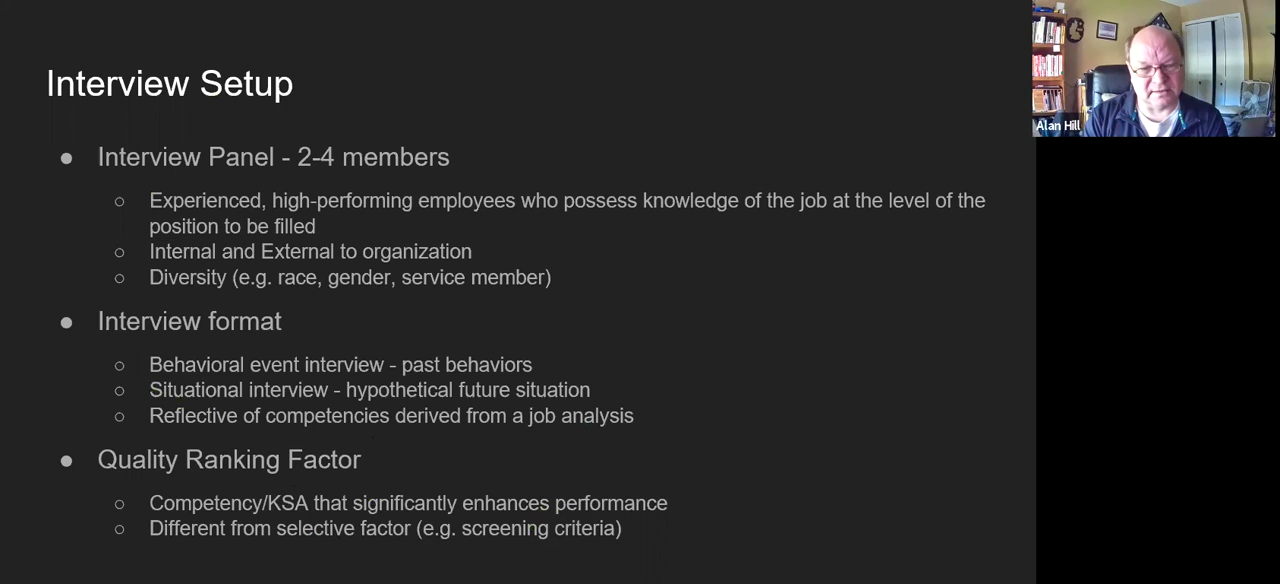 Interview Setup
● Interview Panel - 2-4 members
○ Experienced, high-performing employees who possess knowledge of the job at the level of the
position to be filled
○ Internal and External to organization
○ Diversity (e.g. race, gender, service member)
● Interview format
○ Behavioral event interview - past behaviors
○ Situational interview - hypothetical future situation
○ Reflective of competencies derived from a job analysis
● Quality Ranking Factor
○ Competency/KSA that significantly enhances performance
○ Different from selective factor (e.g. screening criteria)
Alan Hill